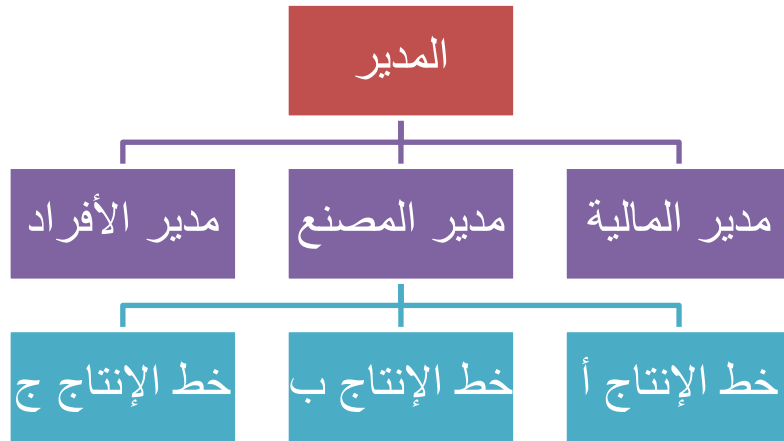 المدير
مدير المالية
مدير المصنع
مدير الأفراد
خط الإنتاج أ
خط الإنتاج ب
خط الإنتاج ج